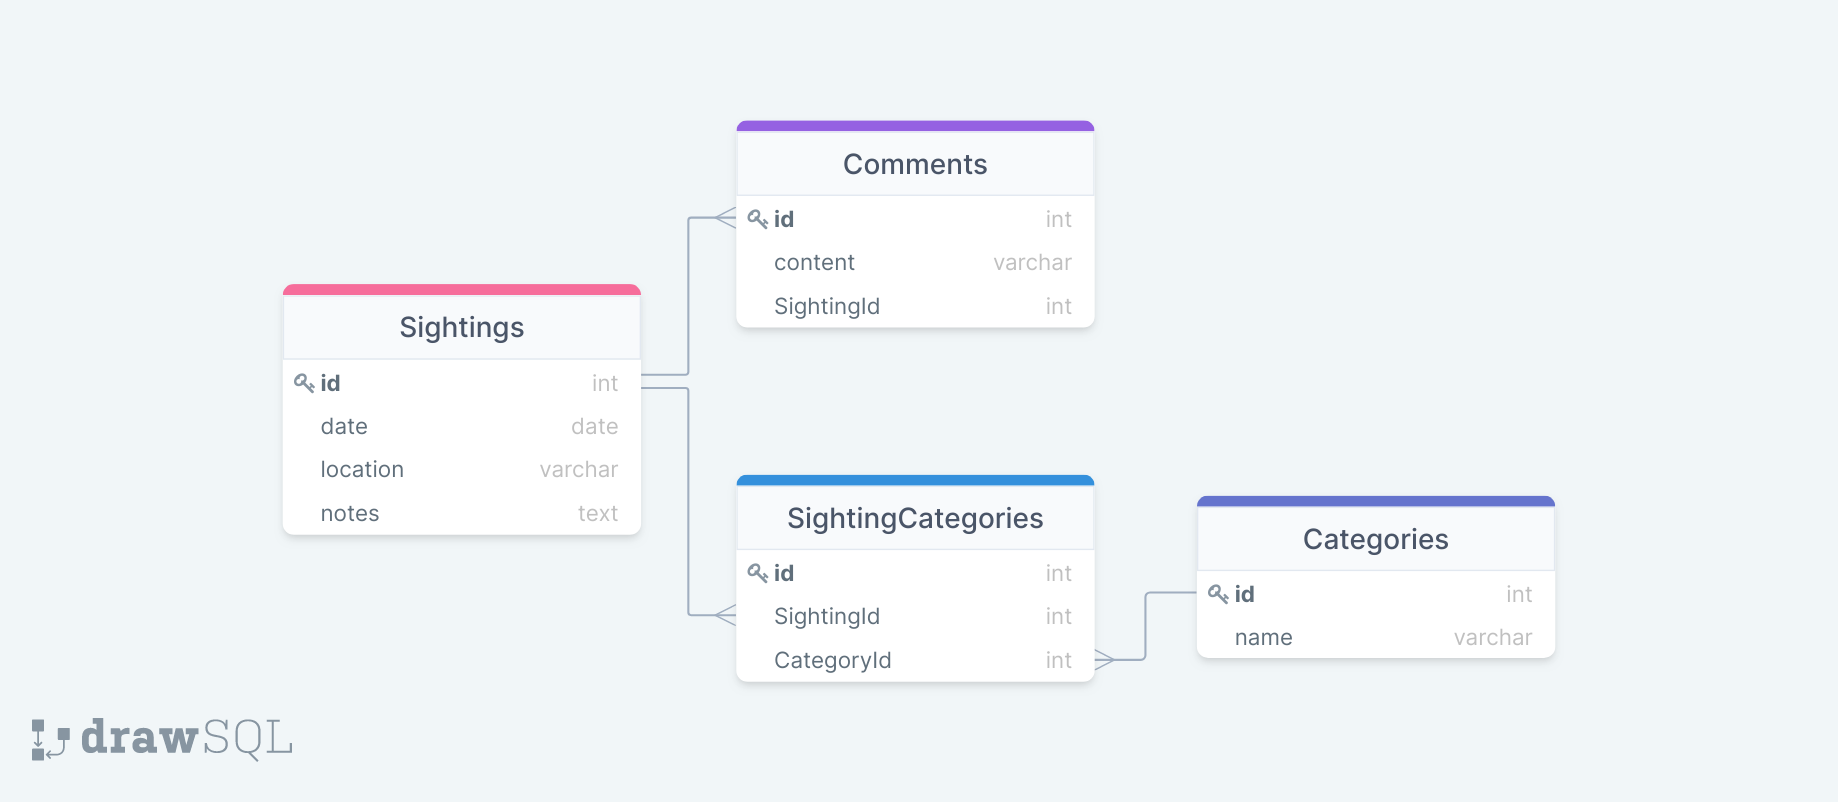 Comments
id int
content varchar
SightingId int
Sightings
id int
date date
location varchar
notes text
SightingCategories
id int
SightingId int
CategoryId int
Categories
id int
name varchar
drawSQL